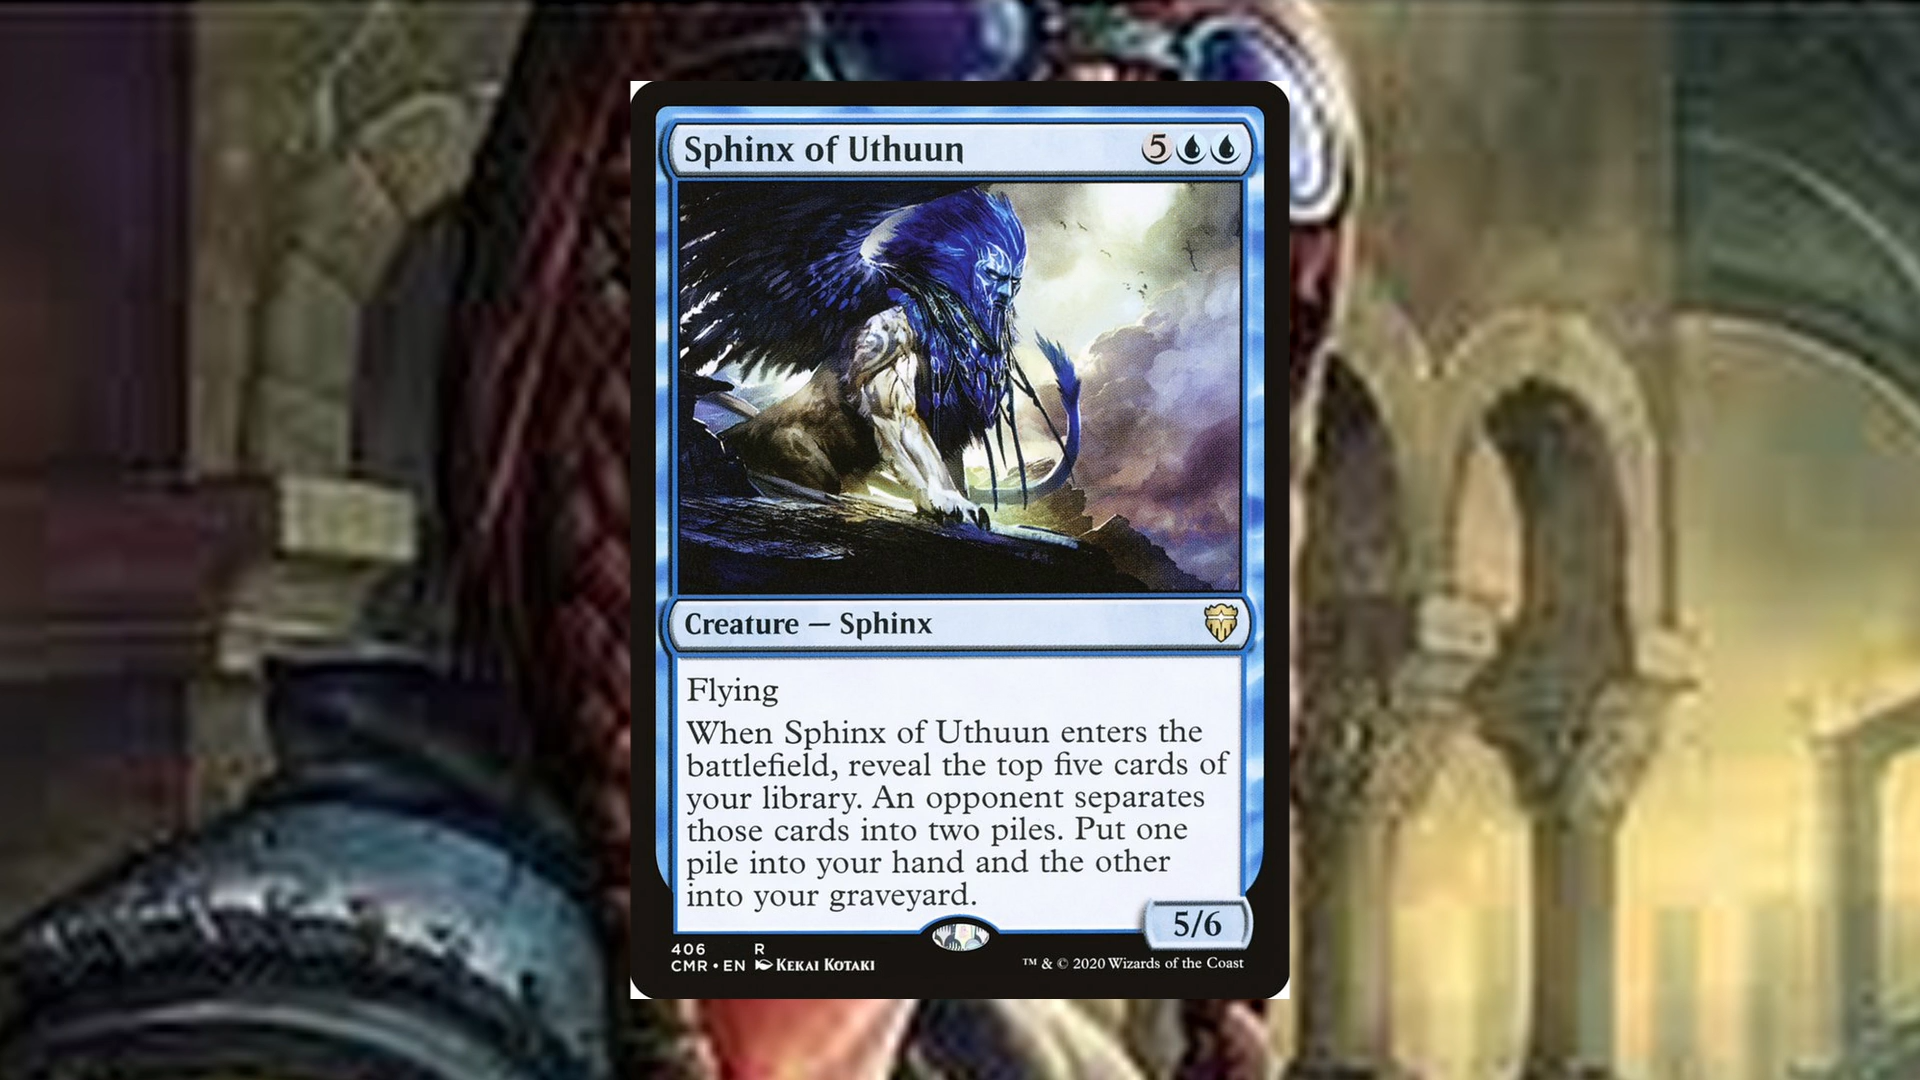 Sphinx of Uthuun 5
Creature — Sphinx
Flying
When Sphinx of Uthuun enters the
battlefield, reveal the top five cards of
your library. An opponent separates
those cards into two piles. Put one
pile into your hand and the other
into your graveyard.
5/6
406 R
CMR • EN Kekai Kotaki
™ & © 2020 Wizards of the Coast